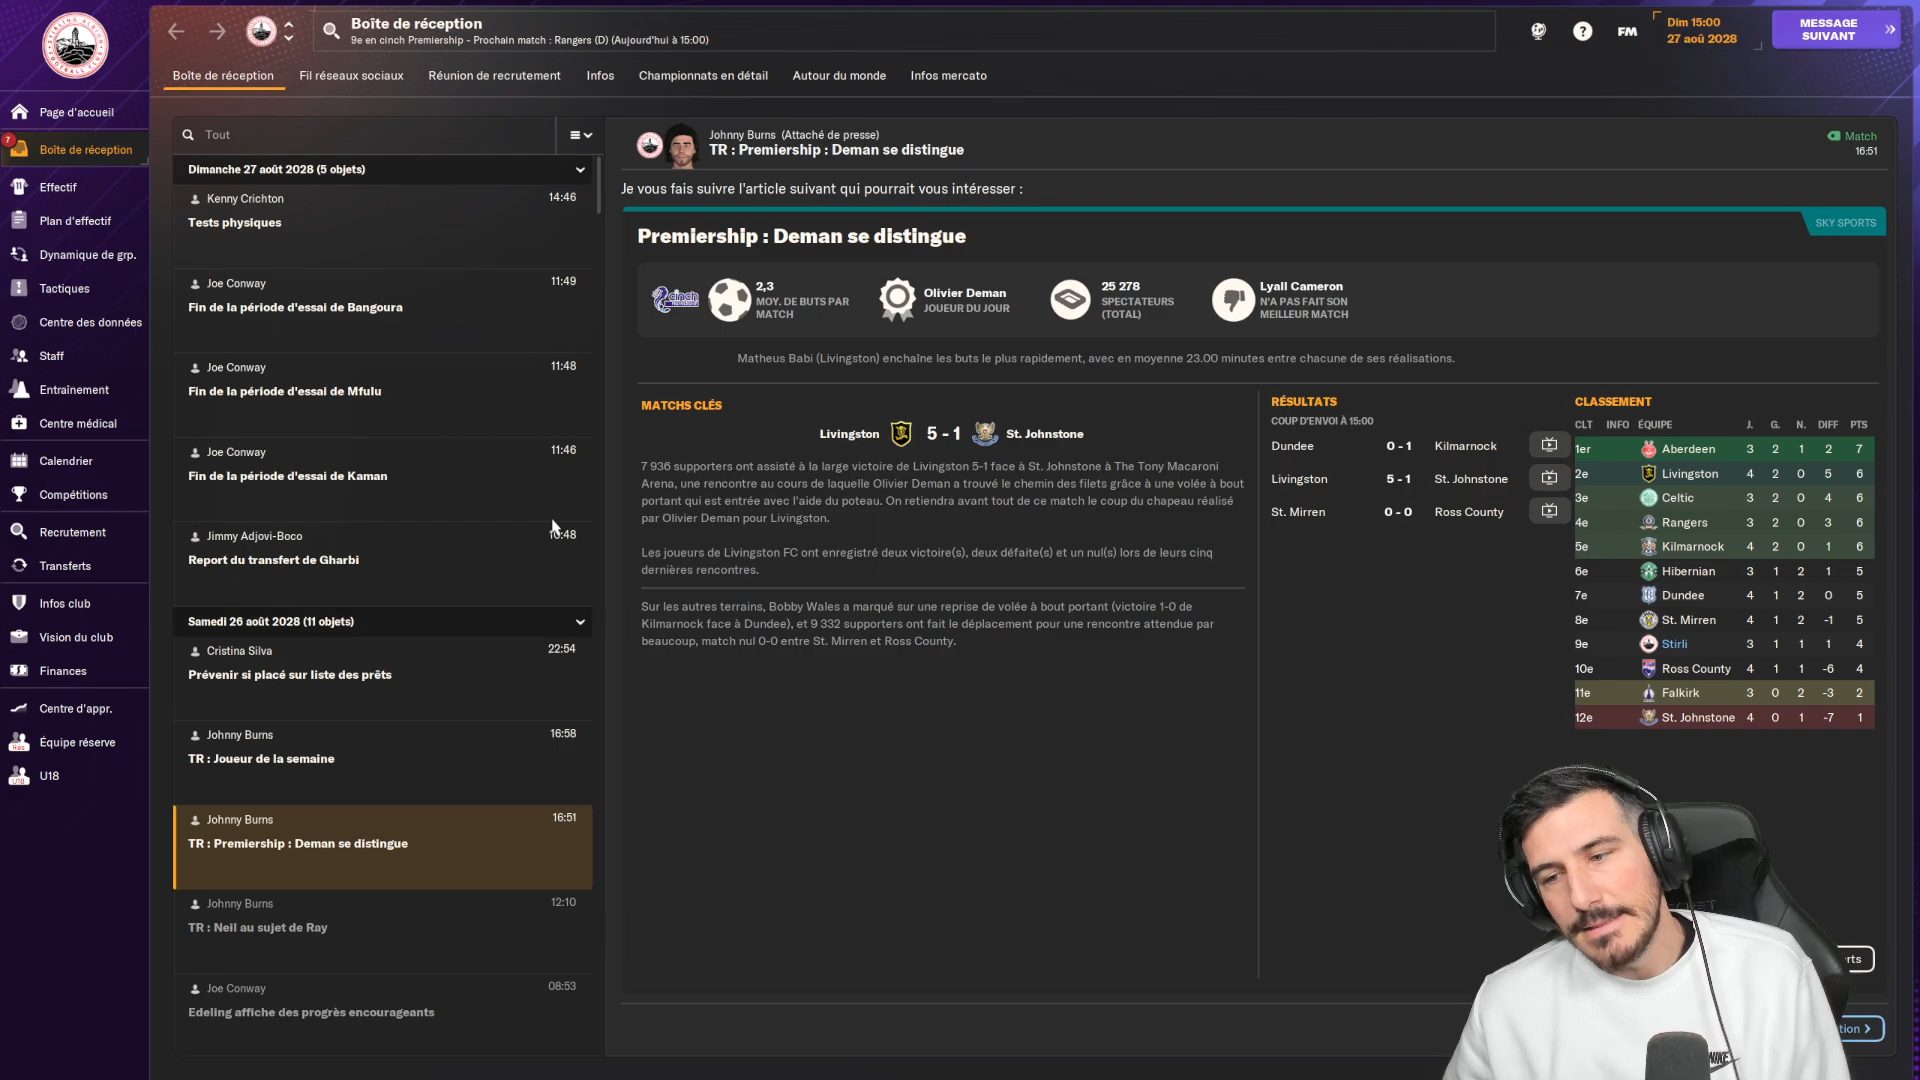 Boîte de réception
9e en cinch Premiership - Prochain match : Rangers (D) (Aujourd'hui à 15:00)
FM
Dim 15:00
27 aoû 2028
MESSAGE
SUIVANT
Boîte de réception
Fil réseaux sociaux
Réunion de recrutement
Infos
Championnats en détail
Autour du monde
Infos mercato
Page d'accueil
7
Boîte de réception
Effectif
Plan d'effectif
Dynamique de grp.
Tactiques
Centre des données
Staff
Entraînement
Centre médical
Calendrier
Compétitions
Recrutement
Transferts
Infos club
Vision du club
Finances
Centre d'appr.
Équipe réserve
U18
Tout
Dimanche 27 août 2028 (5 objets)
Kenny Crichton 14:46
Tests physiques
Joe Conway 11:49
Fin de la période d'essai de Bangoura
Joe Conway 11:48
Fin de la période d'essai de Mfulu
Joe Conway 11:46
Fin de la période d'essai de Kaman
Jimmy Adjovi-Boco
Report du transfert de Gharbi
Samedi 26 août 2028 (11 objets)
Cristina Silva 22:54
Prévenir si placé sur liste des prêts
Johnny Burns 16:58
TR : Joueur de la semaine
Johnny Burns 16:51
TR : Premiership : Deman se distingue
Johnny Burns 12:10
TR : Neil au sujet de Ray
Joe Conway 08:53
Edeling affiche des progrès encourageants
Johnny Burns (Attaché de presse)
TR : Premiership : Deman se distingue
Match
16:51
Je vous fais suivre l'article suivant qui pourrait vous intéresser :
SKY SPORTS
Premiership : Deman se distingue
2,3
MOY. DE BUTS PAR
MATCH
Olivier Deman
JOUEUR DU JOUR
25 278
SPECTATEURS
(TOTAL)
Lyall Cameron
N'A PAS FAIT SON
MEILLEUR MATCH
Matheus Babi (Livingston) enchaîne les buts le plus rapidement, avec en moyenne 23.00 minutes entre chacune de ses réalisations.
MATCHS CLÉS
Livingston 5 - 1 St. Johnstone
7 936 supporters ont assisté à la large victoire de Livingston 5-1 face à St. Johnstone à The Tony Macaroni
Arena, une rencontre au cours de laquelle Olivier Deman a trouvé le chemin des filets grâce à une volée à bout
portant qui est entrée avec l'aide du poteau. On retiendra avant tout de ce match le coup du chapeau réalisé
par Olivier Deman pour Livingston.
Les joueurs de Livingston FC ont enregistré deux victoire(s), deux défaite(s) et un nul(s) lors de leurs cinq
dernières rencontres.
Sur les autres terrains, Bobby Wales a marqué sur une reprise de volée à bout portant (victoire 1-0 de
Kilmarnock face à Dundee), et 9 332 supporters ont fait le déplacement pour une rencontre attendue par
beaucoup, match nul 0-0 entre St. Mirren et Ross County.
RÉSULTATS
COUP D'ENVOI À 15:00
Dundee 0 - 1 Kilmarnock
Livingston 5 - 1 St. Johnstone
St. Mirren 0 - 0 Ross County
CLASSEMENT
CLT INFO ÉQUIPE J. G. N. DIFF PTS
1er Aberdeen 3 2 1 2 7
2e Livingston 4 2 0 5 6
3e Celtic 3 2 0 4 6
4e Rangers 3 2 0 3 6
5e Kilmarnock 4 2 0 1 6
6e Hibernian 3 1 2 1 5
7e Dundee 4 1 2 0 5
8e St. Mirren 4 1 2 -1 5
9e Stirli 3 1 1 1 4
10e Ross County 4 1 1 -6 4
11e Falkirk 3 0 2 -3 2
12e St. Johnstone 4 0 1 -7 1
NIKE